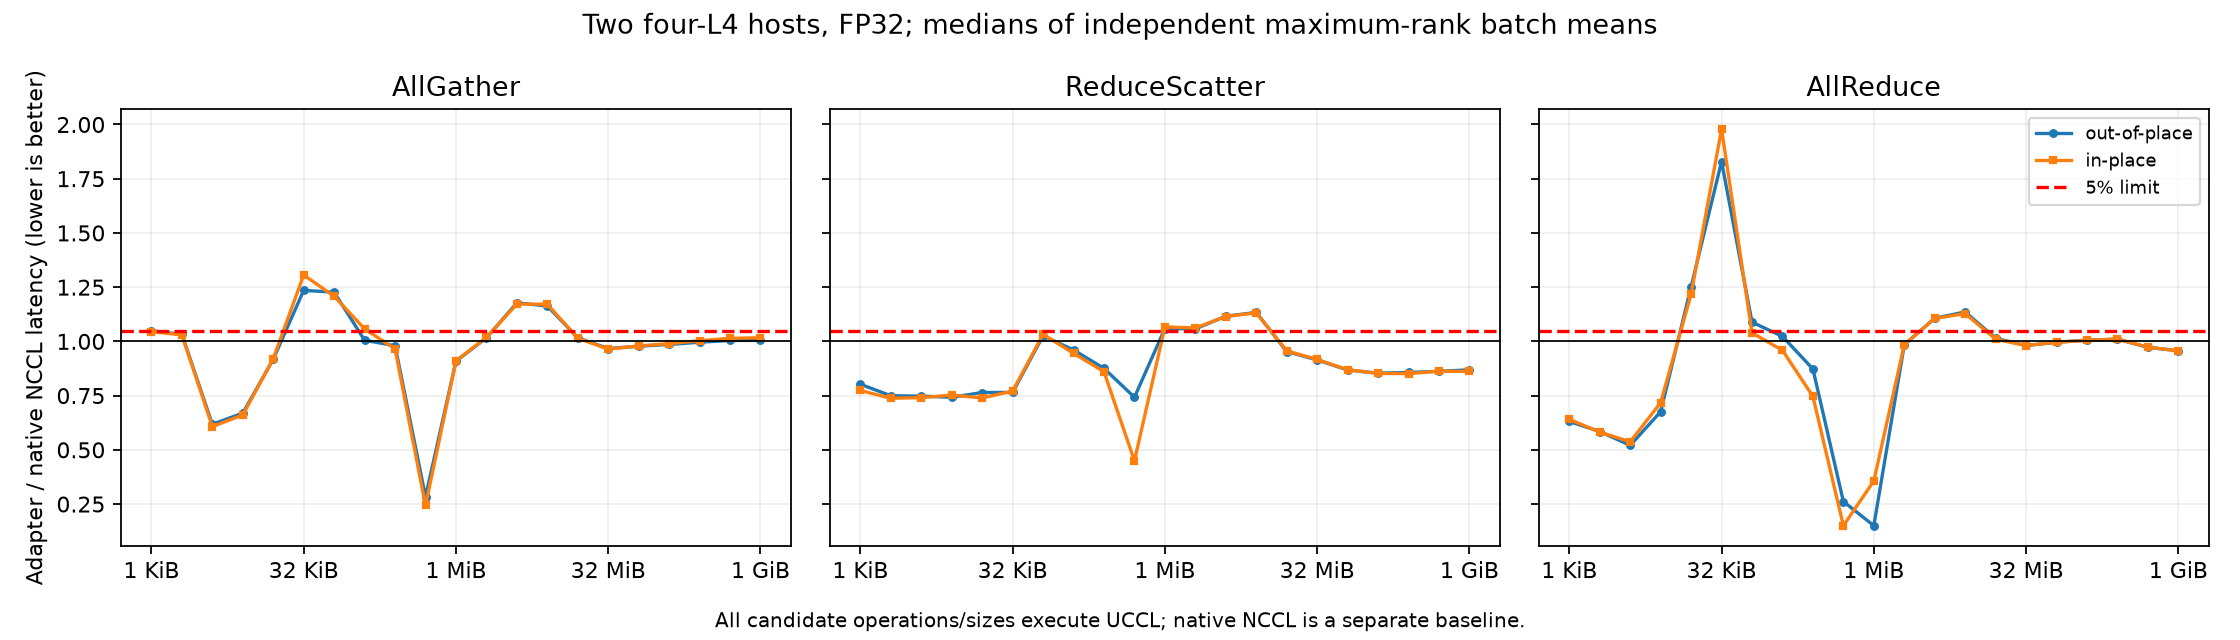 Two four-L4 hosts, FP32; medians of independent maximum-rank batch means
Adapter / native NCCL latency (lower is better)
AllGather
2.00
1.75
1.50
1.25
1.00
0.75
0.50
0.25
1 KiB
32 KiB
1 MiB
32 MiB
1 GiB
ReduceScatter
1 KiB
32 KiB
1 MiB
32 MiB
1 GiB
AllReduce
out-of-place
in-place
5% limit
1 KiB
32 KiB
1 MiB
32 MiB
1 GiB
All candidate operations/sizes execute UCCL; native NCCL is a separate baseline.